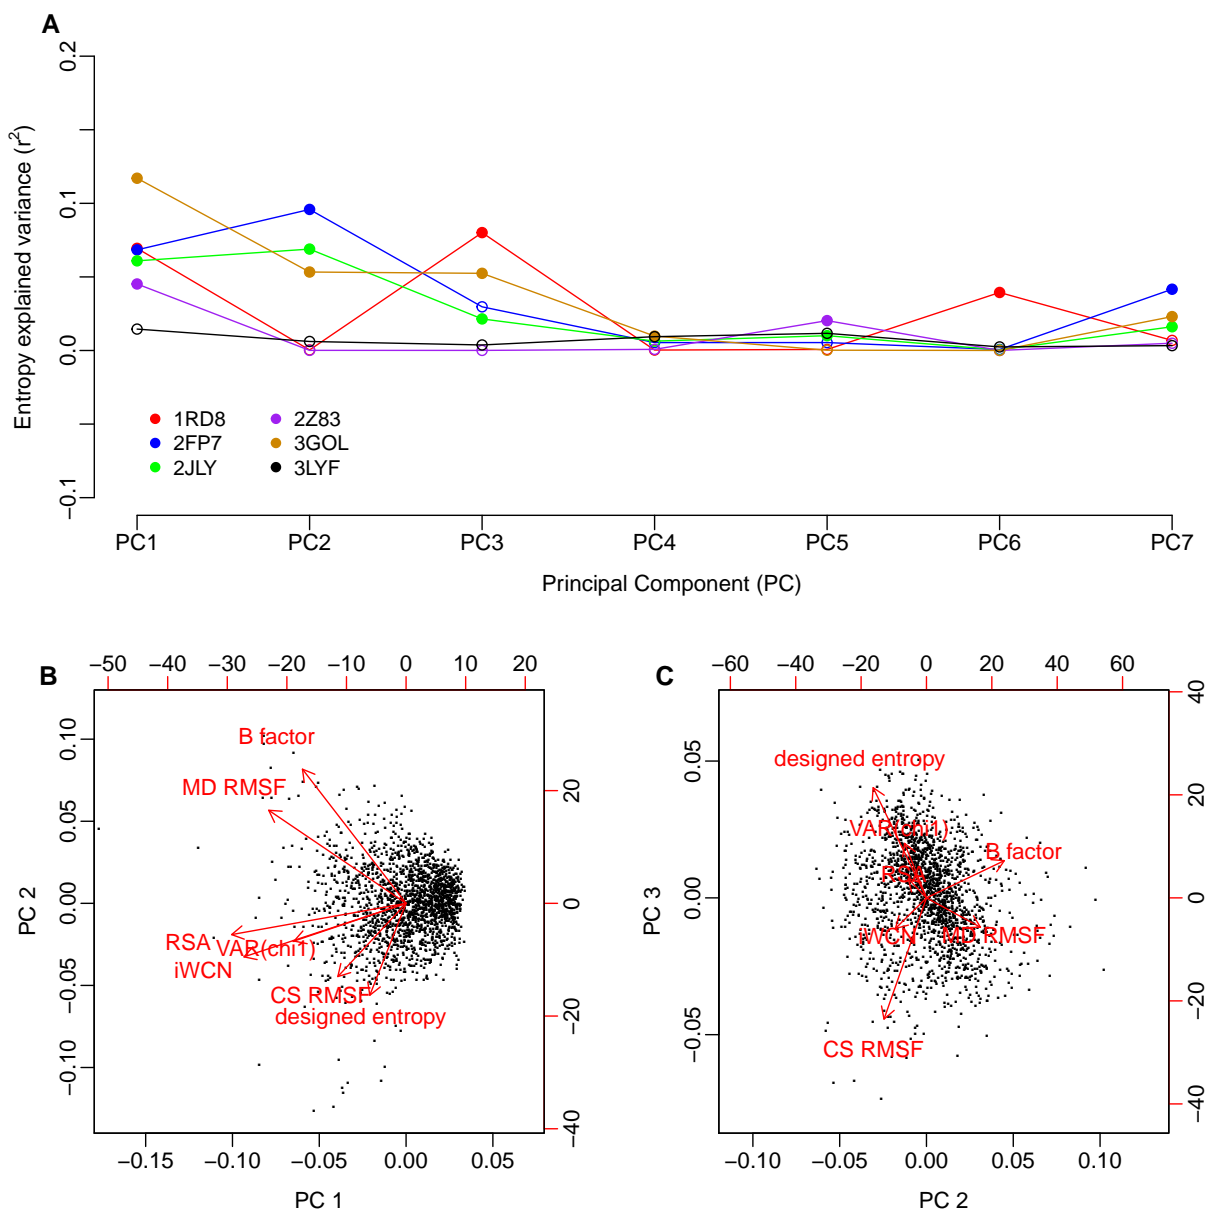 A
0.2
0.1
0.0
−0.1
Entropy explained variance (r²)
1RD8 2Z83
2FP7 3GOL
2JLY 3LYF
PC1 PC2 PC3 PC4 PC5 PC6 PC7
Principal Component (PC)
B
−50 −40 −30 −20 −10 0 10 20
0.10
0.05
0.00
−0.05
−0.10
PC 2
20
0
−20
−40
B factor
MD RMSF
RSA
VAR(chi1)
iWCN
CS RMSF
designed entropy
−0.15 −0.10 −0.05 0.00 0.05
PC 1
C
−60 −40 −20 0 20 40 60
0.05
0.00
−0.05
PC 3
40
20
0
−20
−40
designed entropy
VAR(chi1)
B factor
RSA
iWCN
MD RMSF
CS RMSF
−0.10 −0.05 0.00 0.05 0.10
PC 2